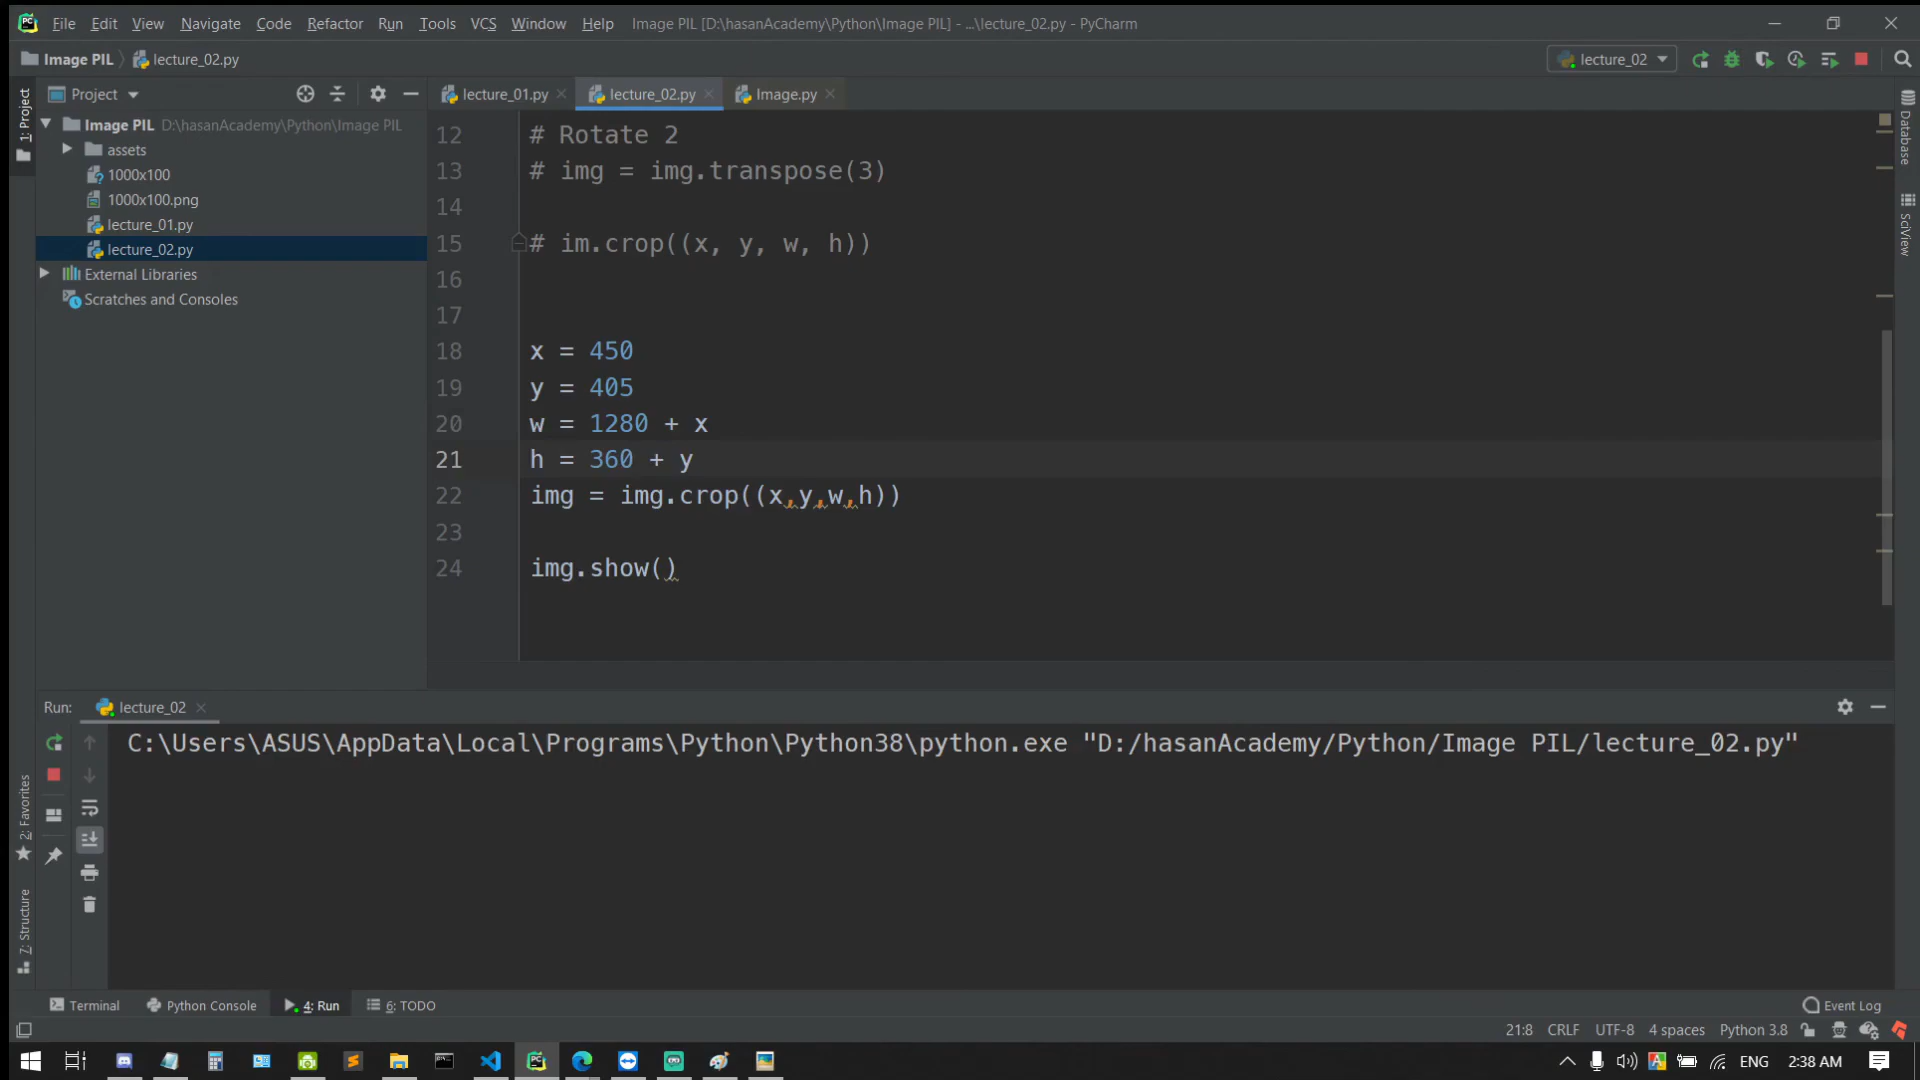 File Edit View Navigate Code Refactor Run Tools VCS Window Help Image PIL [D:\hasanAcademy\Python\Image PIL] - ...\lecture_02.py - PyCharm
Image PIL lecture_02.py lecture_02
Project lecture_01.py lecture_02.py Image.py
1: Project
Image PIL D:\hasanAcademy\Python\Image PIL
assets
1000x100
1000x100.png
lecture_01.py
lecture_02.py
External Libraries
Scratches and Consoles
12 # Rotate 2
13 # img = img.transpose(3)
14
15 # im.crop((x, y, w, h))
16
17
18 x = 450
19 y = 405
20 w = 1280 + x
21 h = 360 + y
22 img = img.crop((x,y,w,h))
23
24 img.show()
Database
SciView
Run: lecture_02
C:\Users\ASUS\AppData\Local\Programs\Python\Python38\python.exe "D:/hasanAcademy/Python/Image PIL/lecture_02.py"
2: Favorites
7: Structure
Terminal Python Console 4: Run 6: TODO Event Log
21:8 CRLF UTF-8 4 spaces Python 3.8
ENG 2:38 AM